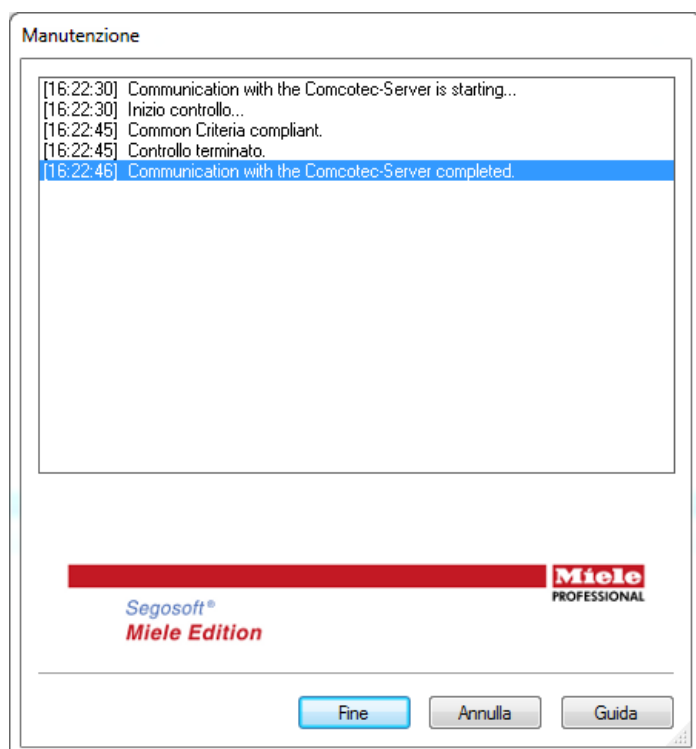 Manutenzione
[16:22:30] Communication with the Comcotec-Server is starting...
[16:22:30] Inizio controllo...
[16:22:45] Common Criteria compliant.
[16:22:45] Controllo terminato.
[16:22:46] Communication with the Comcotec-Server completed.
Miele
PROFESSIONAL
Segosoft®
Miele Edition
Fine Annulla Guida